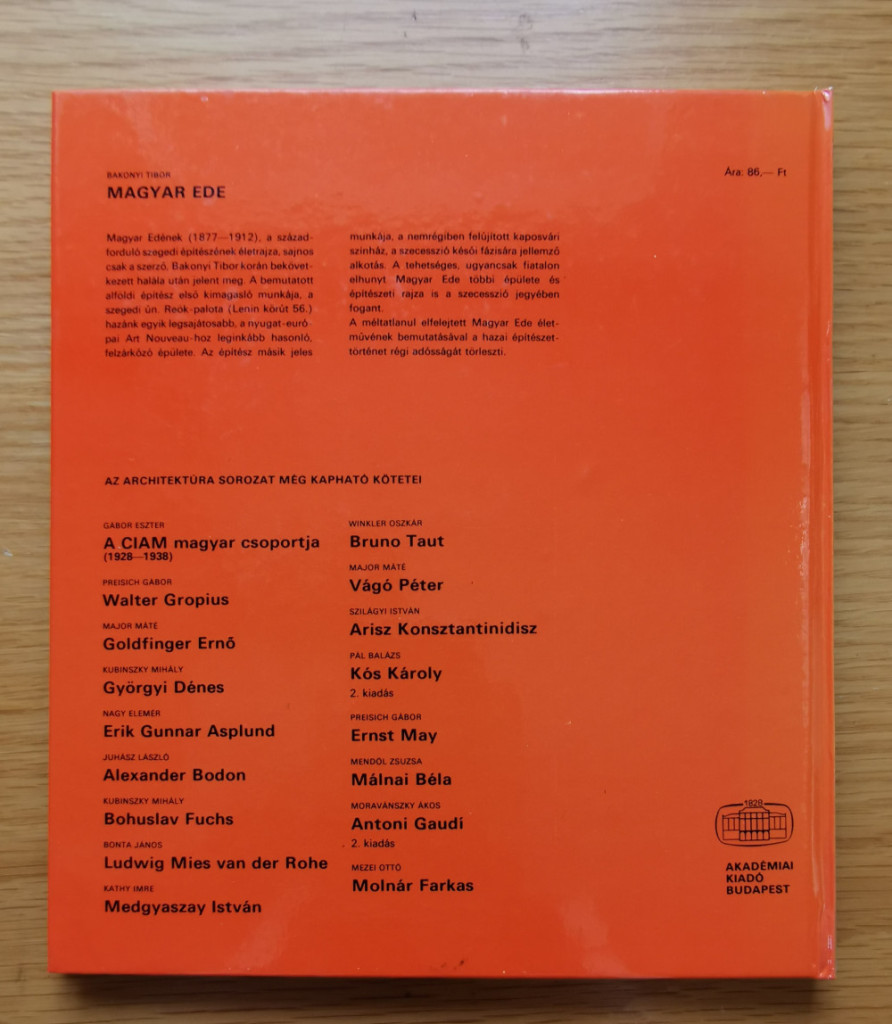 BAKONYI TIBOR
MAGYAR EDE
Ára: 86,— Ft
Magyar Edének (1877—1912), a század-
forduló szegedi építészének életrajza, sajnos
csak a szerző, Bakonyi Tibor korán bekövet-
kezett halála után jelent meg. A bemutatott
alföldi építész első kimagasló munkája, a
szegedi ún. Reök-palota (Lenin körút 56.)
hazánk egyik legsajátosabb, a nyugat-euró-
pai Art Nouveau-hoz leginkább hasonló,
felzárkózó épülete. Az építész másik jeles
munkája, a nemrégiben felújított kaposvári
színház, a szecesszió késői fázisára jellemző
alkotás. A tehetséges, ugyancsak fiatalon
elhunyt Magyar Ede többi épülete és
építészeti rajza is a szecesszió jegyében
fogant.
A méltatlanul elfelejtett Magyar Ede élet-
művének bemutatásával a hazai építészet-
történet régi adósságát törleszti.
AZ ARCHITEKTÚRA SOROZAT MÉG KAPHATÓ KÖTETEI
GÁBOR ESZTER
A CIAM magyar csoportja
(1928—1938)
PREISICH GÁBOR
Walter Gropius
MAJOR MÁTÉ
Goldfinger Ernő
KUBINSZKY MIHÁLY
Györgyi Dénes
NAGY ELEMÉR
Erik Gunnar Asplund
JUHÁSZ LÁSZLÓ
Alexander Bodon
KUBINSZKY MIHÁLY
Bohuslav Fuchs
BONTA JÁNOS
Ludwig Mies van der Rohe
KATHY IMRE
Medgyaszay István
WINKLER OSZKÁR
Bruno Taut
MAJOR MÁTÉ
Vágó Péter
SZILÁGYI ISTVÁN
Arisz Konsztantinidisz
PÁL BALÁZS
Kós Károly
2. kiadás
PREISICH GÁBOR
Ernst May
MENDÖL ZSUZSA
Málnai Béla
MORAVÁNSZKY ÁKOS
Antoni Gaudí
2. kiadás
MEZEI OTTÓ
Molnár Farkas
1828
AKADÉMIAI
KIADÓ
BUDAPEST